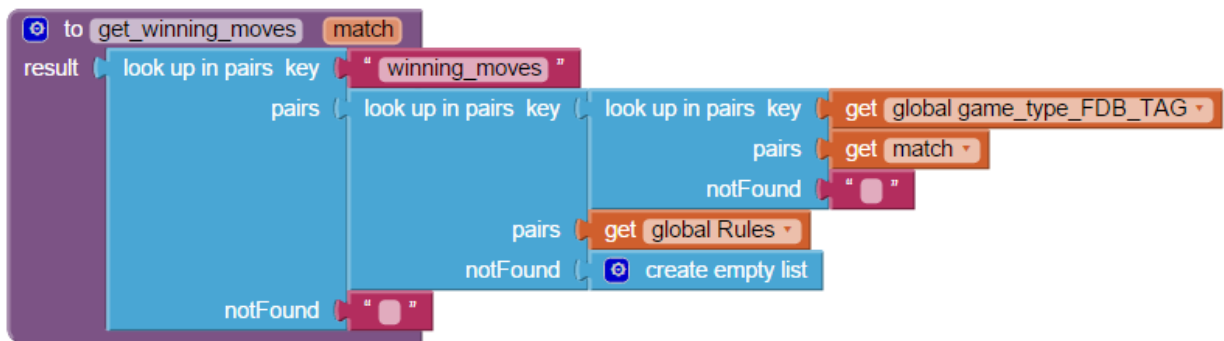 to get_winning_moves match
result look up in pairs key " winning_moves "
pairs look up in pairs key look up in pairs key get global game_type_FDB_TAG
pairs get match
notFound " "
pairs get global Rules
notFound create empty list
notFound " "